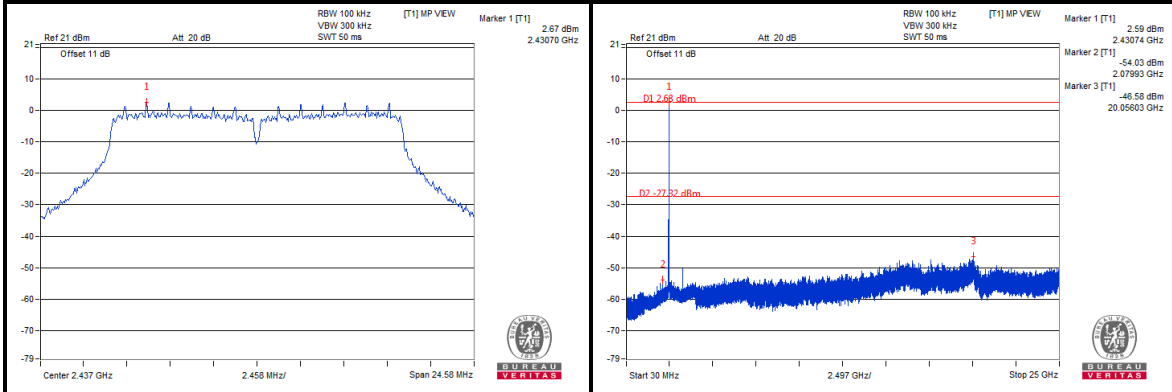 RBW 100 kHz [T1] MP VIEW
VBW 300 kHz
Ref 21 dBm Att 20 dB SWT 50 ms
Marker 1 [T1]
2.67 dBm
2.43070 GHz
21
Offset 11 dB
10
0
-10
-20
-30
-40
-50
-60
-70
-79
1
Center 2.437 GHz 2.458 MHz/ Span 24.58 MHz
BUREAU VERITAS
1828
BUREAU
VERITAS
RBW 100 kHz [T1] MP VIEW
VBW 300 kHz
Ref 21 dBm Att 20 dB SWT 50 ms
Marker 1 [T1]
2.59 dBm
2.43074 GHz
Marker 2 [T1]
-54.03 dBm
2.07993 GHz
Marker 3 [T1]
-46.58 dBm
20.05603 GHz
21
Offset 11 dB
10
0
-10
-20
-30
-40
-50
-60
-70
-79
1
D1 2.68 dBm
D2 -27.32 dBm
2
3
Start 30 MHz 2.497 GHz/ Stop 25 GHz
BUREAU VERITAS
1828
BUREAU
VERITAS